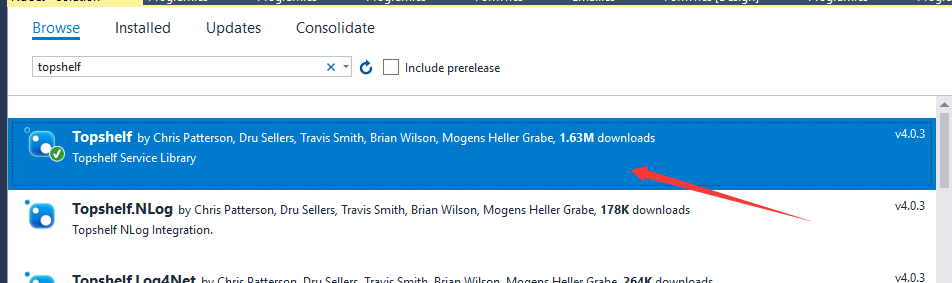 Browse Installed Updates Consolidate
topshelf
Include prerelease
Topshelf by Chris Patterson, Dru Sellers, Travis Smith, Brian Wilson, Mogens Heller Grabe, 1.63M downloads v4.0.3
Topshelf Service Library
Topshelf.NLog by Chris Patterson, Dru Sellers, Travis Smith, Brian Wilson, Mogens Heller Grabe, 178K downloads v4.0.3
Topshelf NLog Integration.
Topshelf.Log4Net by Chris Patterson, Dru Sellers, Travis Smith, Brian Wilson, Mogens Heller Grabe, 264K downloads v4.0.3